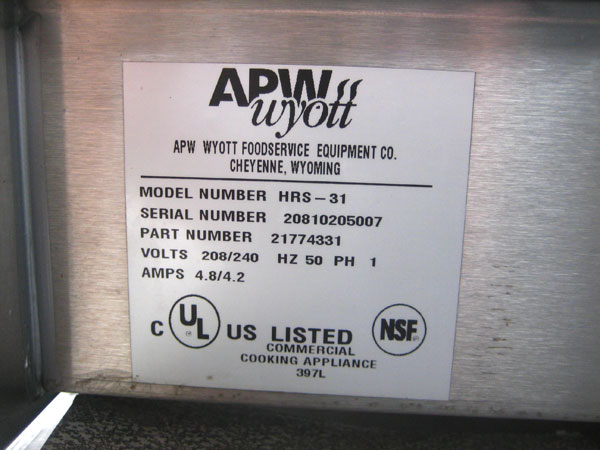 APW
wyott
APW WYOTT FOODSERVICE EQUIPMENT CO.
CHEYENNE, WYOMING
MODEL NUMBER HRS-31
SERIAL NUMBER 20810205007
PART NUMBER 21774331
VOLTS 208/240 HZ 50 PH 1
AMPS 4.8/4.2
C UL US LISTED NSF
COMMERCIAL
COOKING APPLIANCE
397L